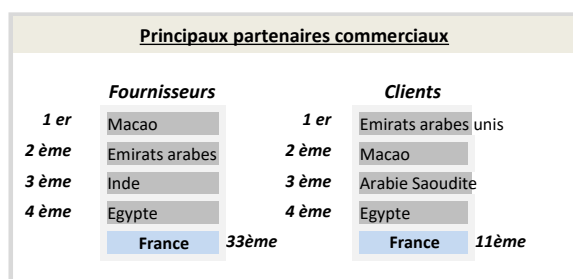 Principaux partenaires commerciaux
Fournisseurs Clients
1 er Macao 1 er Emirats arabes unis
2 ème Emirats arabes 2 ème Macao
3 ème Inde 3 ème Arabie Saoudite
4 ème Egypte 4 ème Egypte
France 33ème France 11ème